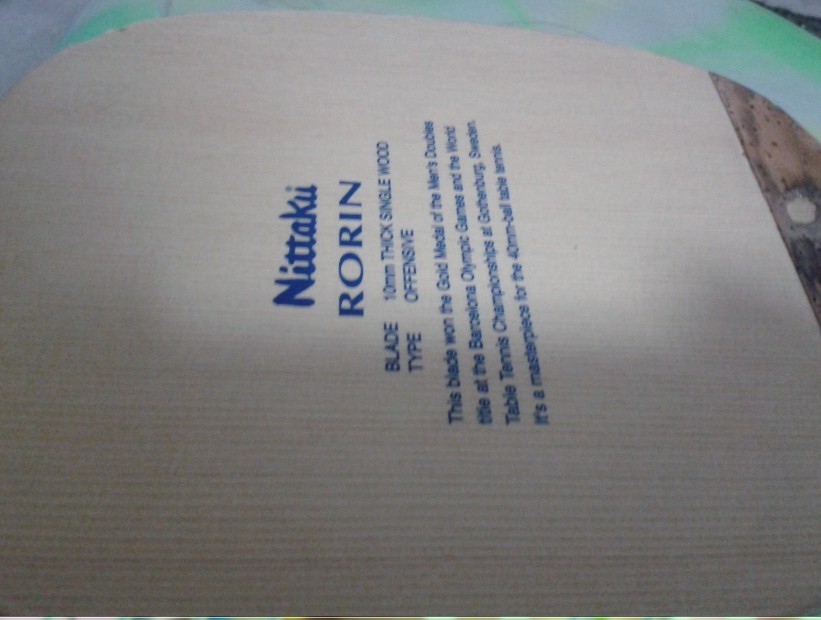 Nittaku
RORIN
BLADE 10mm THICK SINGLE WOOD
TYPE OFFENSIVE
This blade won the Gold Medal of the Men's Doubles
title at the Barcelona Olympic Games and the World
Table Tennis Championships at Gothenburg, Sweden.
It's a masterpiece for the 40mm-ball table tennis.